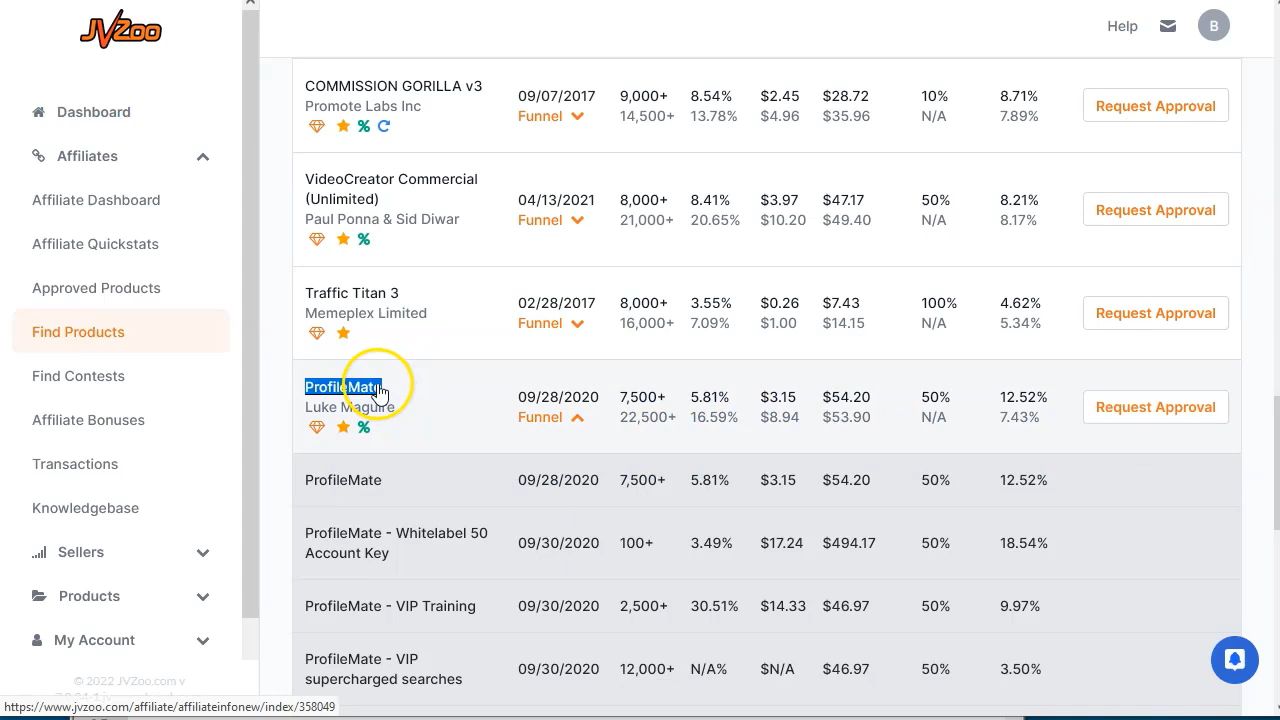 JVZoo
Help
B
Dashboard
Affiliates
Affiliate Dashboard
Affiliate Quickstats
Approved Products
Find Products
Find Contests
Affiliate Bonuses
Transactions
Knowledgebase
Sellers
Products
My Account
© 2022 JVZoo.com v
COMMISSION GORILLA v3
Promote Labs Inc
09/07/2017 9,000+ 8.54% $2.45 $28.72 10% 8.71%
Funnel 14,500+ 13.78% $4.96 $35.96 N/A 7.89%
Request Approval
VideoCreator Commercial
(Unlimited)
Paul Ponna & Sid Diwar
04/13/2021 8,000+ 8.41% $3.97 $47.17 50% 8.21%
Funnel 21,000+ 20.65% $10.20 $49.40 N/A 8.17%
Request Approval
Traffic Titan 3
Memeplex Limited
02/28/2017 8,000+ 3.55% $0.26 $7.43 100% 4.62%
Funnel 16,000+ 7.09% $1.00 $14.15 N/A 5.34%
Request Approval
ProfileMate
Luke Maguire
09/28/2020 7,500+ 5.81% $3.15 $54.20 50% 12.52%
Funnel 22,500+ 16.59% $8.94 $53.90 N/A 7.43%
Request Approval
ProfileMate 09/28/2020 7,500+ 5.81% $3.15 $54.20 50% 12.52%
ProfileMate - Whitelabel 50
Account Key
09/30/2020 100+ 3.49% $17.24 $494.17 50% 18.54%
ProfileMate - VIP Training 09/30/2020 2,500+ 30.51% $14.33 $46.97 50% 9.97%
ProfileMate - VIP
supercharged searches
09/30/2020 12,000+ N/A% $N/A $46.97 50% 3.50%
https://www.jvzoo.com/affiliate/affiliateinfonew/index/358049